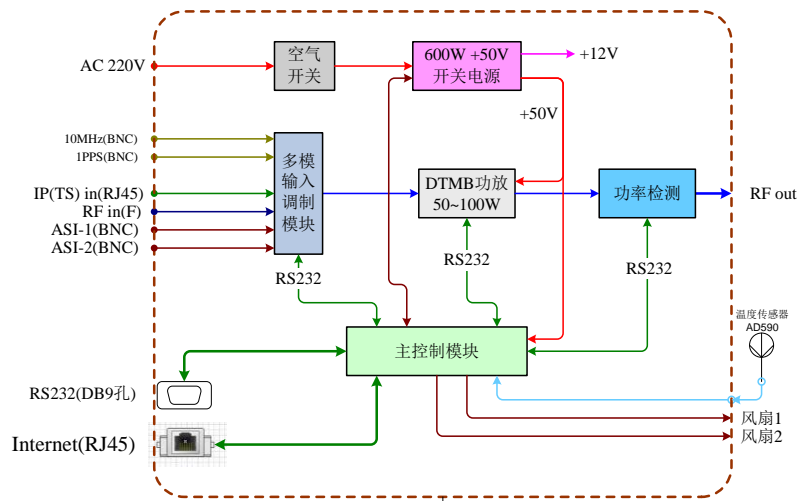 AC 220V
空气
开关
600W +50V
开关电源
+12V
+50V
10MHz(BNC)
1PPS(BNC)
IP(TS) in(RJ45)
RF in(F)
ASI-1(BNC)
ASI-2(BNC)
多模
输入
调制
模块
DTMB功放
50~100W
功率检测
RF out
RS232
RS232
RS232
主控制模块
温度传感器
AD590
RS232(DB9孔)
Internet(RJ45)
风扇1
风扇2